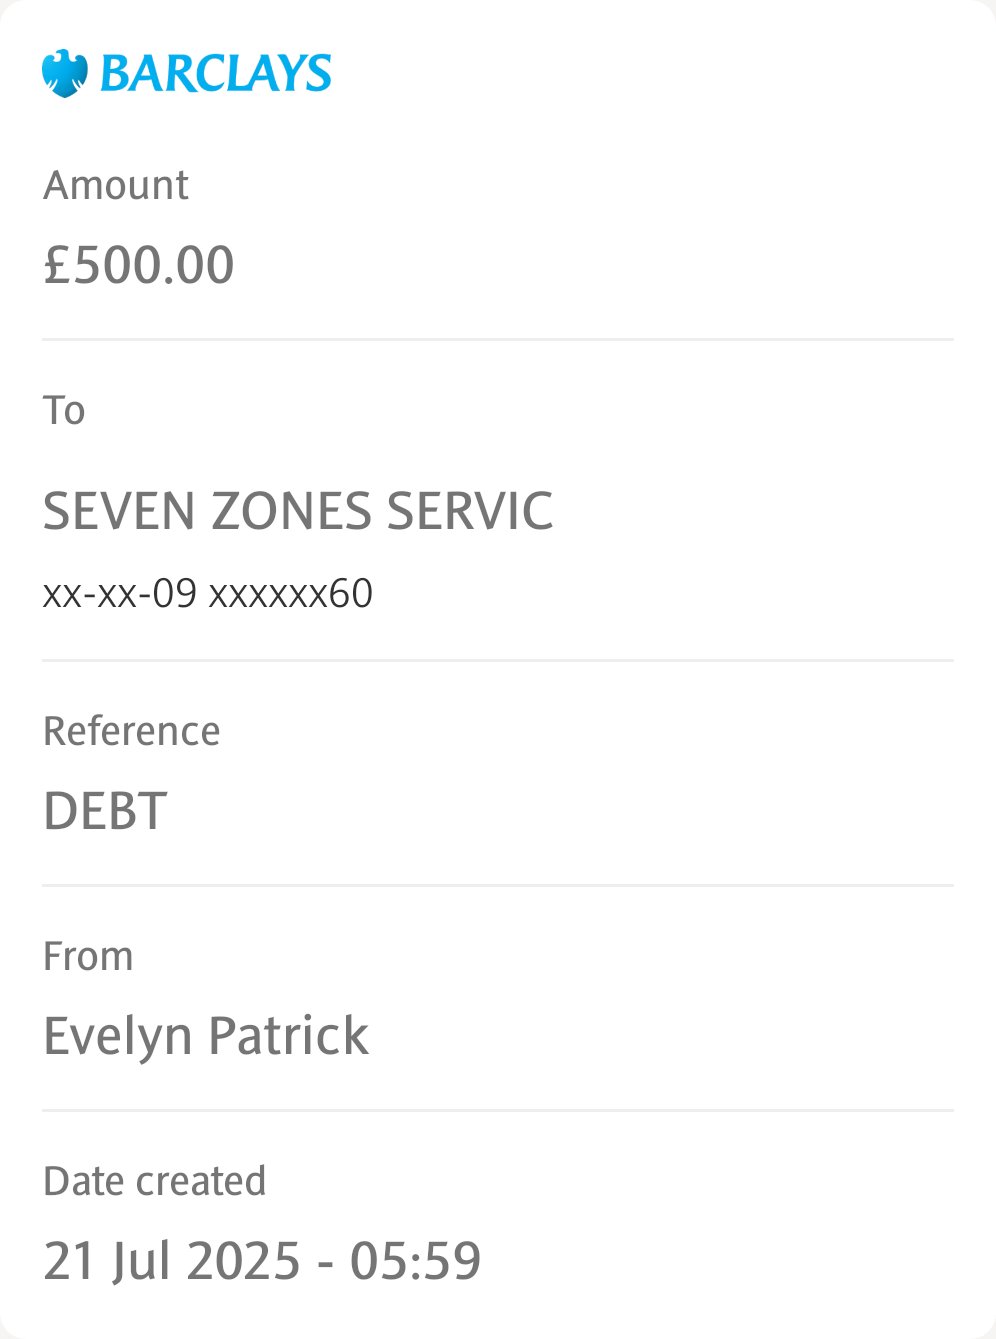 BARCLAYS
Amount
£500.00
To
SEVEN ZONES SERVIC
xx-xx-09 xxxxxx60
Reference
DEBT
From
Evelyn Patrick
Date created
21 Jul 2025 - 05:59